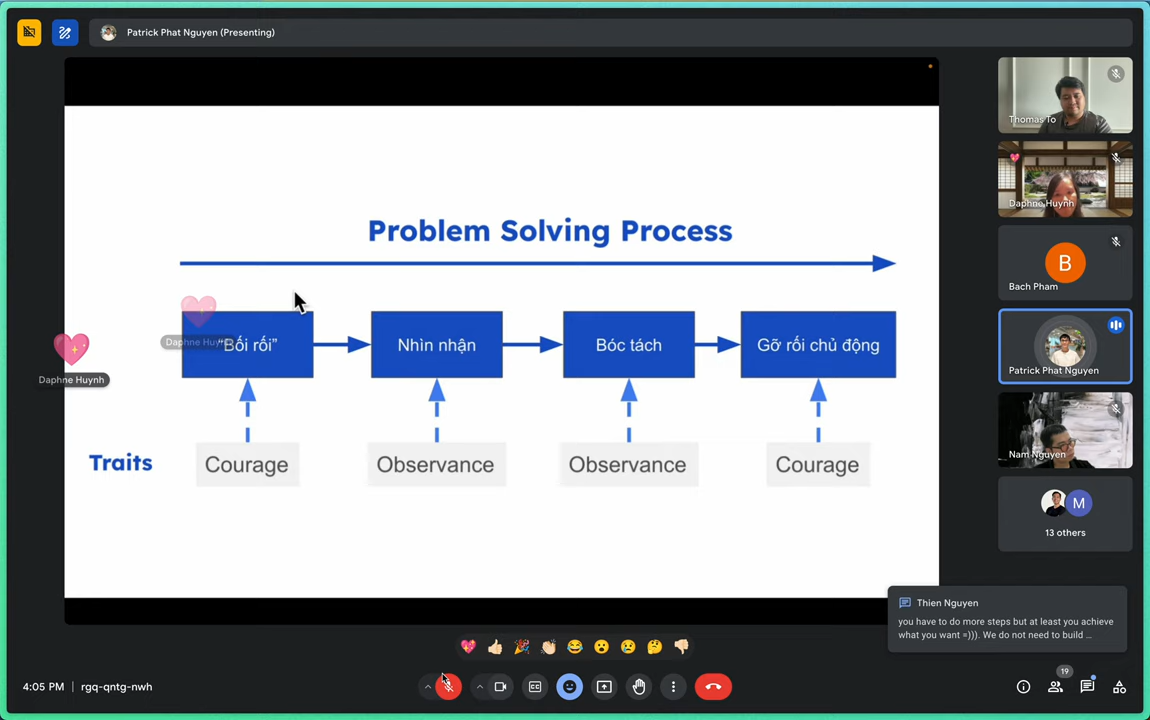 Patrick Phat Nguyen (Presenting)
Problem Solving Process
"Bối rối"
Nhìn nhận
Bóc tách
Gỡ rối chủ động
Traits
Courage
Observance
Observance
Courage
Daphne Huynh
Daphne Huynh
Thomas To
Daphne Huynh
B
Bach Pham
Patrick Phat Nguyen
Nam Nguyen
M
13 others
Thien Nguyen
you have to do more steps but at least you achieve
what you want =))). We do not need to build ...
4:05 PM | rgq-qntg-nwh
CC
19